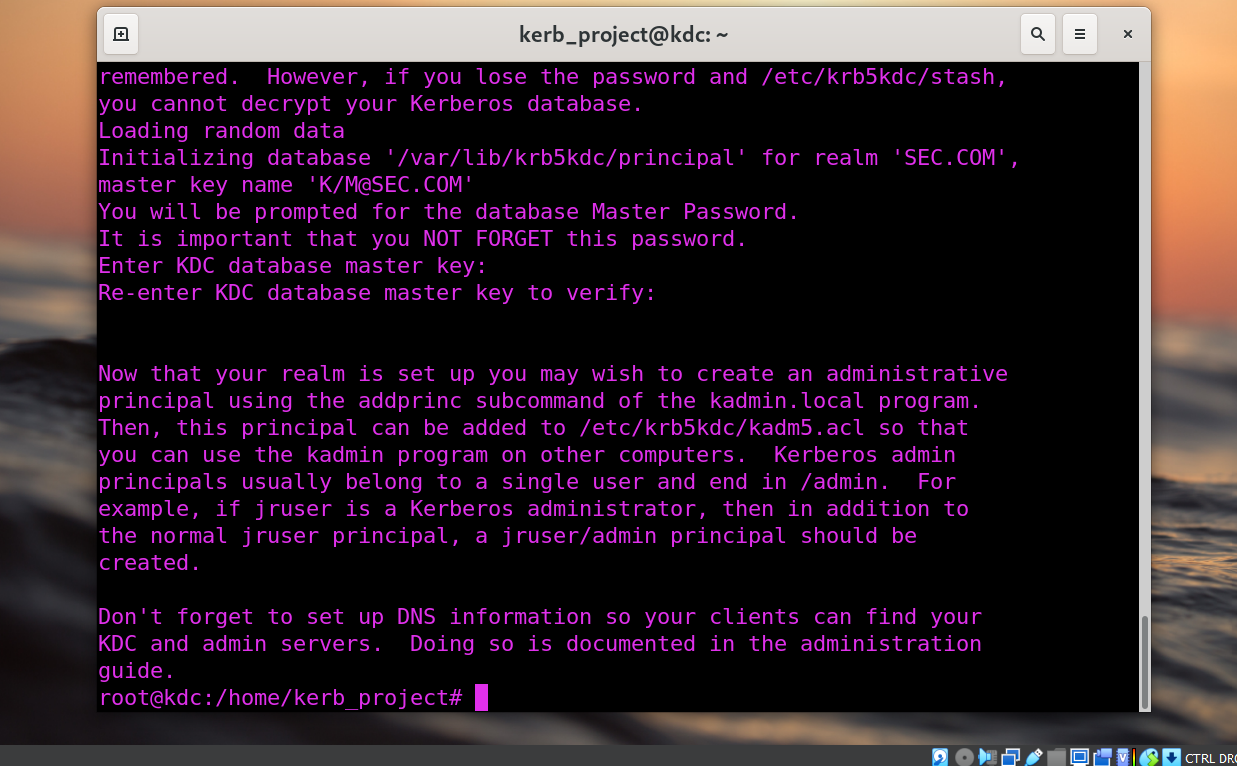 kerb_project@kdc: ~
remembered.  However, if you lose the password and /etc/krb5kdc/stash,
you cannot decrypt your Kerberos database.
Loading random data
Initializing database '/var/lib/krb5kdc/principal' for realm 'SEC.COM',
master key name 'K/M@SEC.COM'
You will be prompted for the database Master Password.
It is important that you NOT FORGET this password.
Enter KDC database master key:
Re-enter KDC database master key to verify:
Now that your realm is set up you may wish to create an administrative
principal using the addprinc subcommand of the kadmin.local program.
Then, this principal can be added to /etc/krb5kdc/kadm5.acl so that
you can use the kadmin program on other computers.  Kerberos admin
principals usually belong to a single user and end in /admin.  For
example, if jruser is a Kerberos administrator, then in addition to
the normal jruser principal, a jruser/admin principal should be
created.
Don't forget to set up DNS information so your clients can find your
KDC and admin servers.  Doing so is documented in the administration
guide.
root@kdc:/home/kerb_project#
CTRL DR